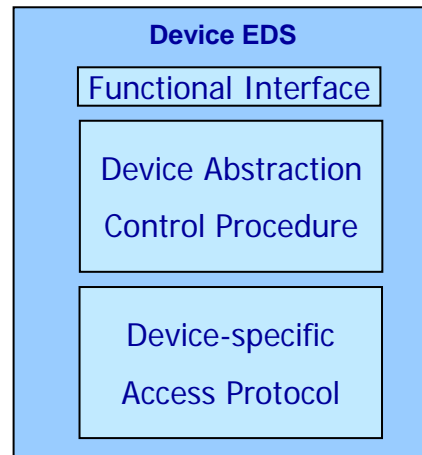 Device EDS
Functional Interface
Device Abstraction
Control Procedure
Device-specific
Access Protocol